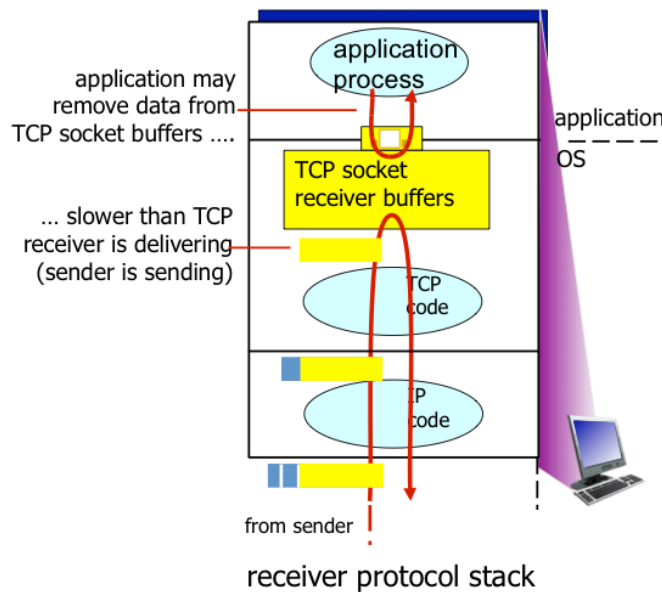 application
process
application may
remove data from
TCP socket buffers ….
application
OS
TCP socket
receiver buffers
… slower than TCP
receiver is delivering
(sender is sending)
TCP
code
IP
code
from sender
receiver protocol stack